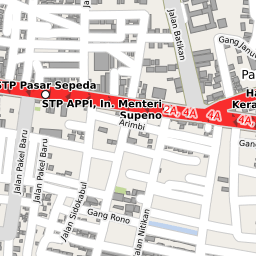 Jalan Batikan
Gang Janu
Pa
STP Pasar Sepeda
Ha
STP APPI, Jn. Menteri
Supeno
2A, 4A
4A
4A,
Kera
Arimbi
Gan
Jalan Pakel Baru
Jalan Pakel Baru
Jalan Sidokabul
Gang Rono
Jalan Nitikan